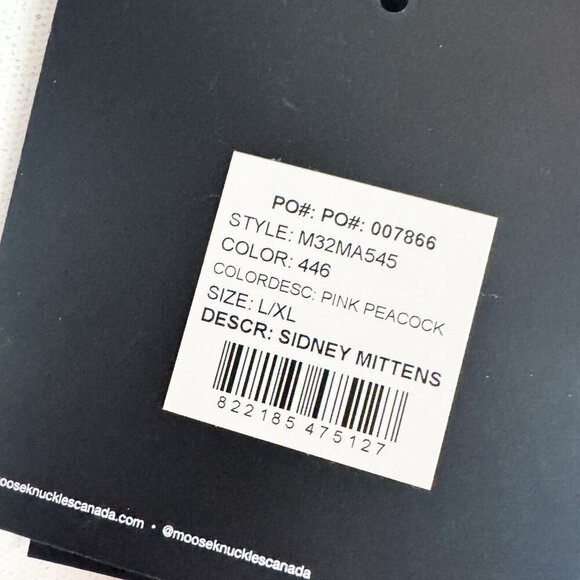 PO#: PO#: 007866
STYLE: M32MA545
COLOR: 446
COLORDESC: PINK PEACOCK
SIZE: L/XL
DESCR: SIDNEY MITTENS
822185 475127
ooseknucklescanada.com • @mooseknucklescanada